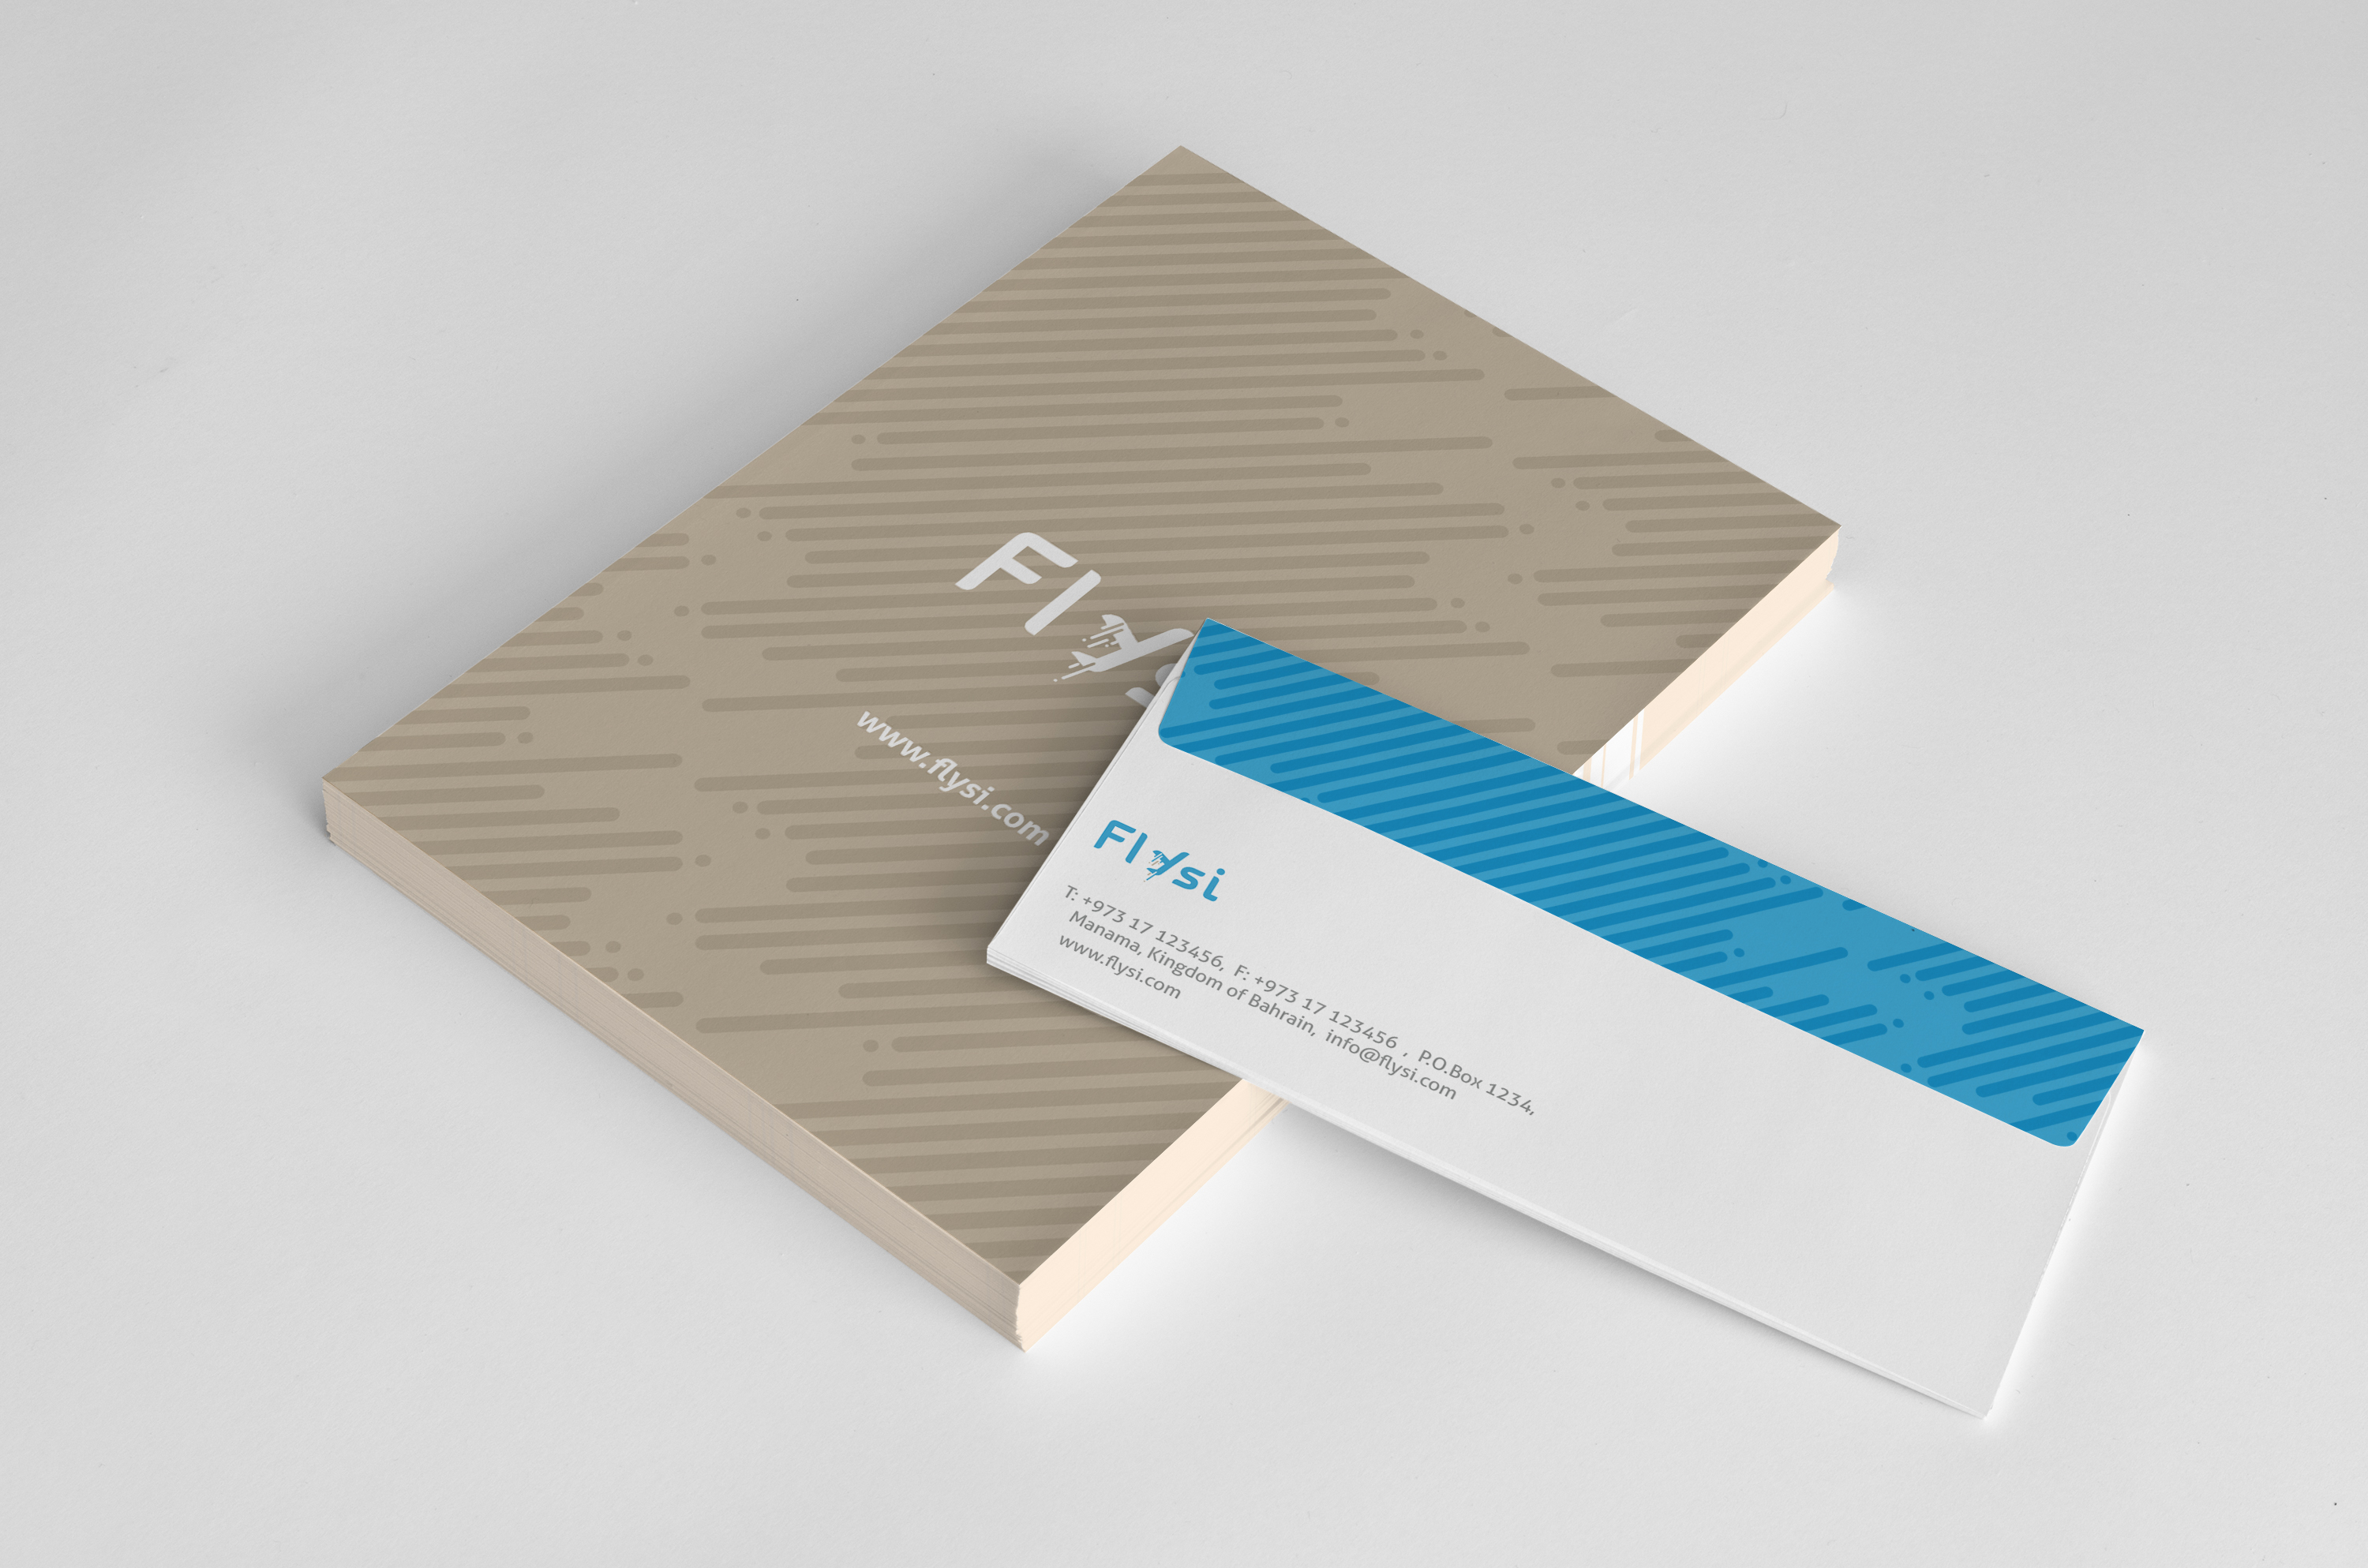 Fly
www.flysi.com
Flysi
T: +973 17 123456,  F: +973 17 123456 ,  P.O.Box 1234,
Manama, Kingdom of Bahrain,  info@flysi.com
www.flysi.com